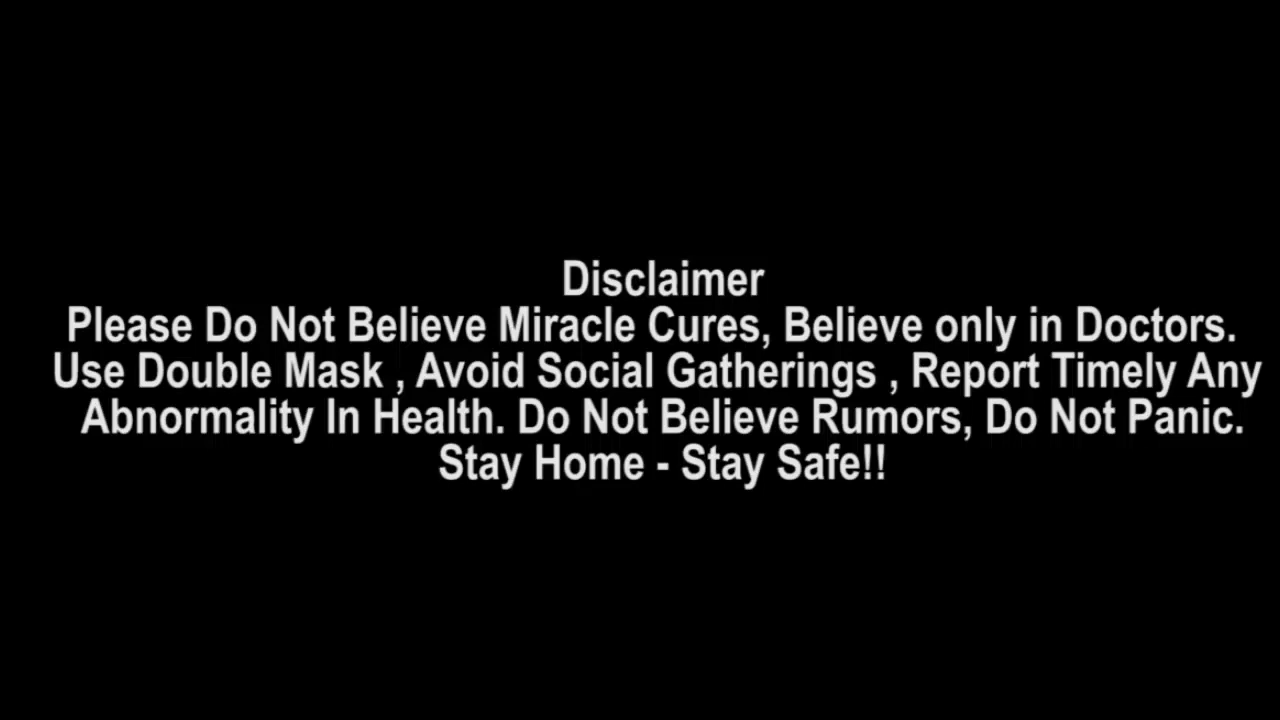 Disclaimer
Please Do Not Believe Miracle Cures, Believe only in Doctors.
Use Double Mask , Avoid Social Gatherings , Report Timely Any
Abnormality In Health. Do Not Believe Rumors, Do Not Panic.
Stay Home - Stay Safe!!